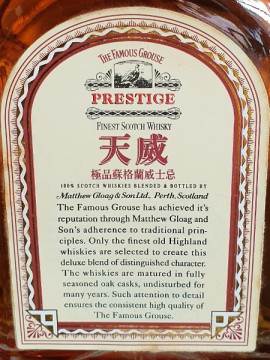 THE FAMOUS GROUSE
PRESTIGE
FINEST SCOTCH WHISKY
天威
極品蘇格蘭威士忌
100% SCOTCH WHISKIES BLENDED & BOTTLED BY
Matthew Gloag & Son Ltd., Perth, Scotland
The Famous Grouse has achieved it's
reputation through Matthew Gloag and
Son's adherence to traditional prin-
ciples. Only the finest old Highland
whiskies are selected to create this
deluxe blend of distinguished character.
The whiskies are matured in fully
seasoned oak casks, undisturbed for
many years. Such attention to detail
ensures the consistent high quality of
The Famous Grouse.